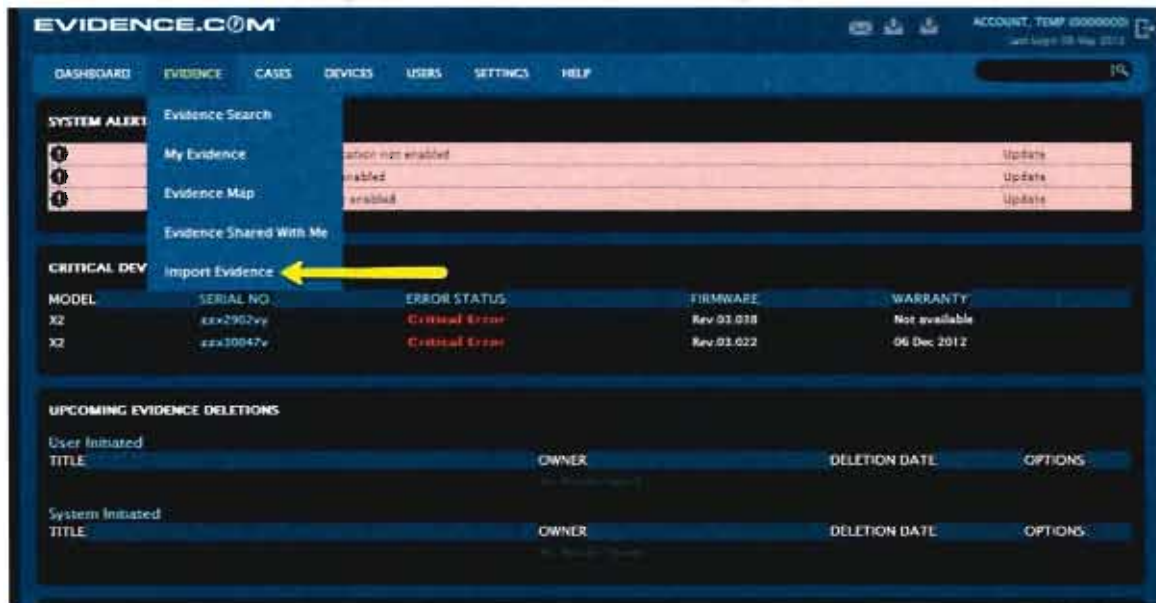 EVIDENCE.COM
ACCOUNT, TEMP
DASHBOARD EVIDENCE CASES DEVICES USERS SETTINGS HELP
Evidence Search
SYSTEM ALERT
My Evidence
not enabled Update
enabled Update
Evidence Map
enabled Update
Evidence Shared With Me
CRITICAL DEV
Import Evidence
MODEL SERIAL NO. ERROR STATUS FIRMWARE WARRANTY
X2 Critical Error Rev.03.038 Not available
X2 Critical Error Rev.03.022 06 Dec 2012
UPCOMING EVIDENCE DELETIONS
User Initiated
TITLE OWNER DELETION DATE OPTIONS
System Initiated
TITLE OWNER DELETION DATE OPTIONS